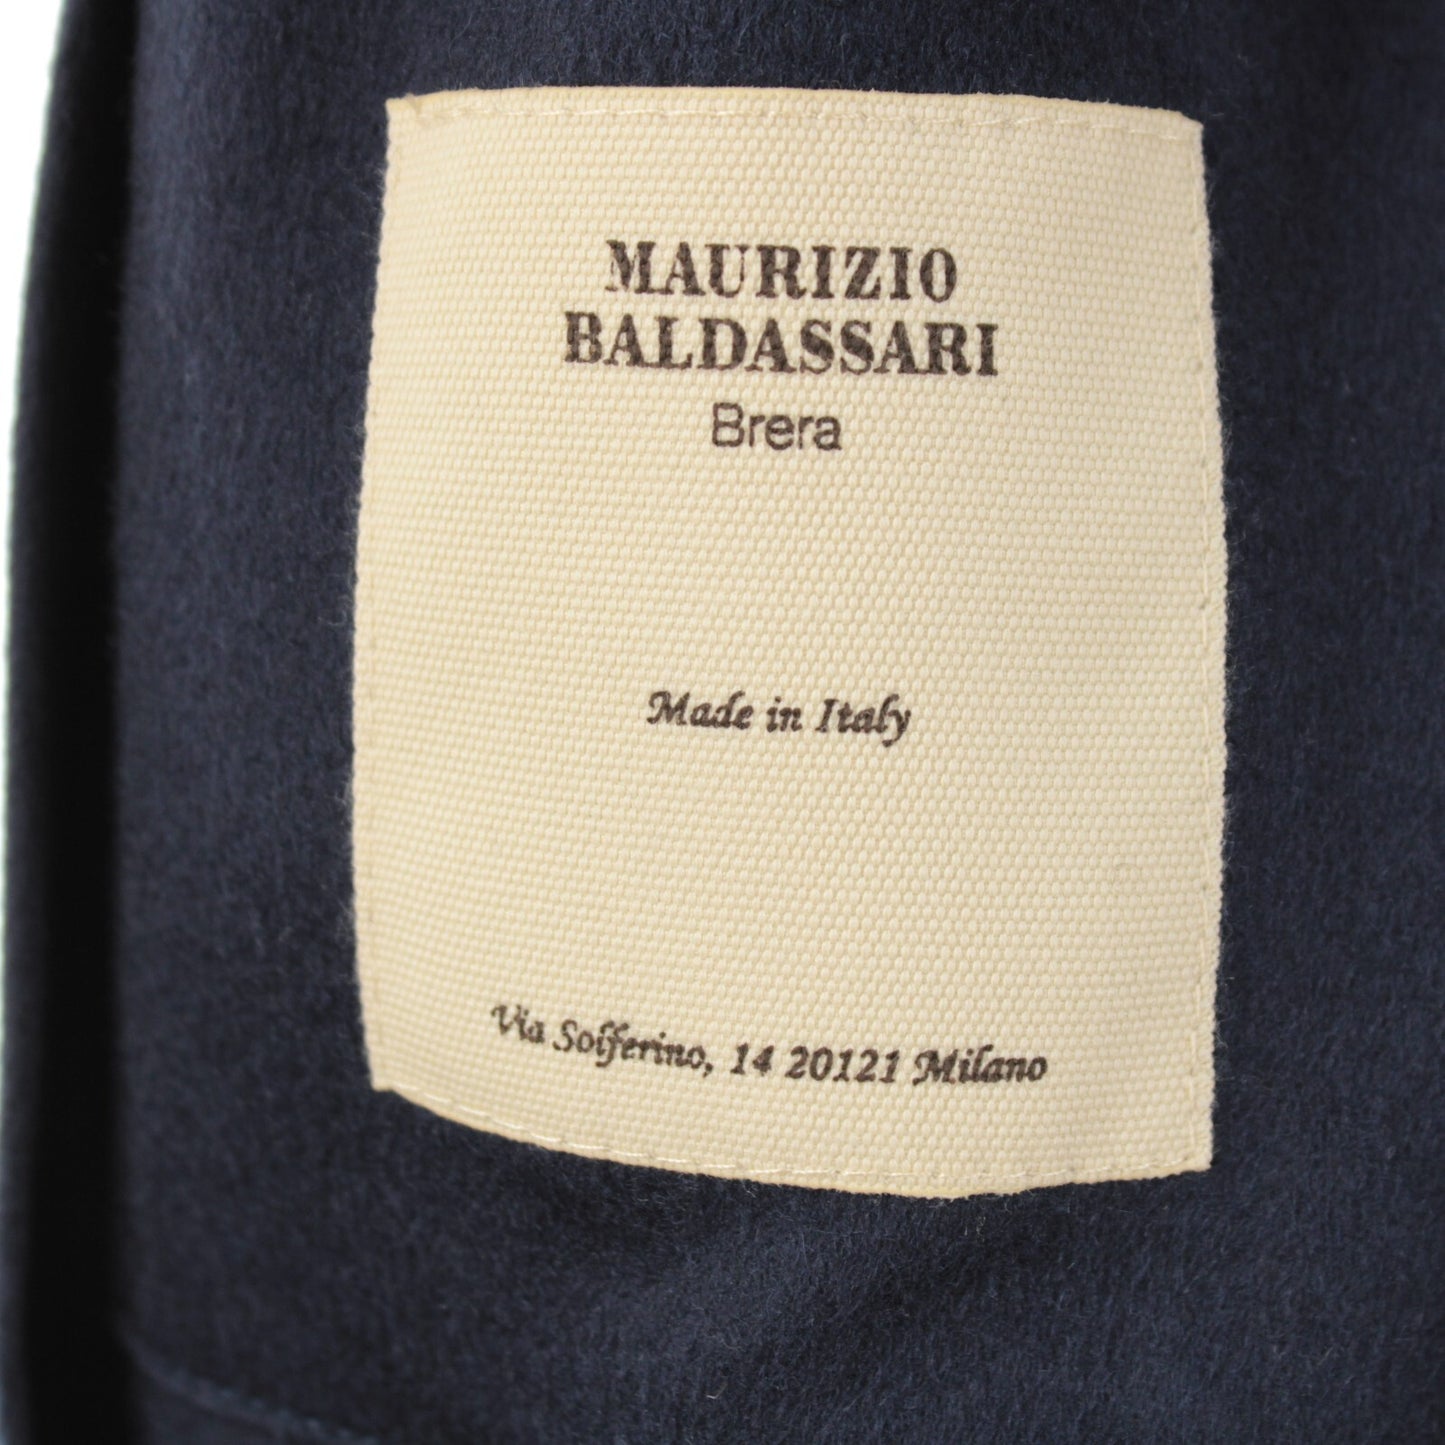 MAURIZIO
BALDASSARI
Brera
Made in Italy
Via Solferino, 14 20121 Milano